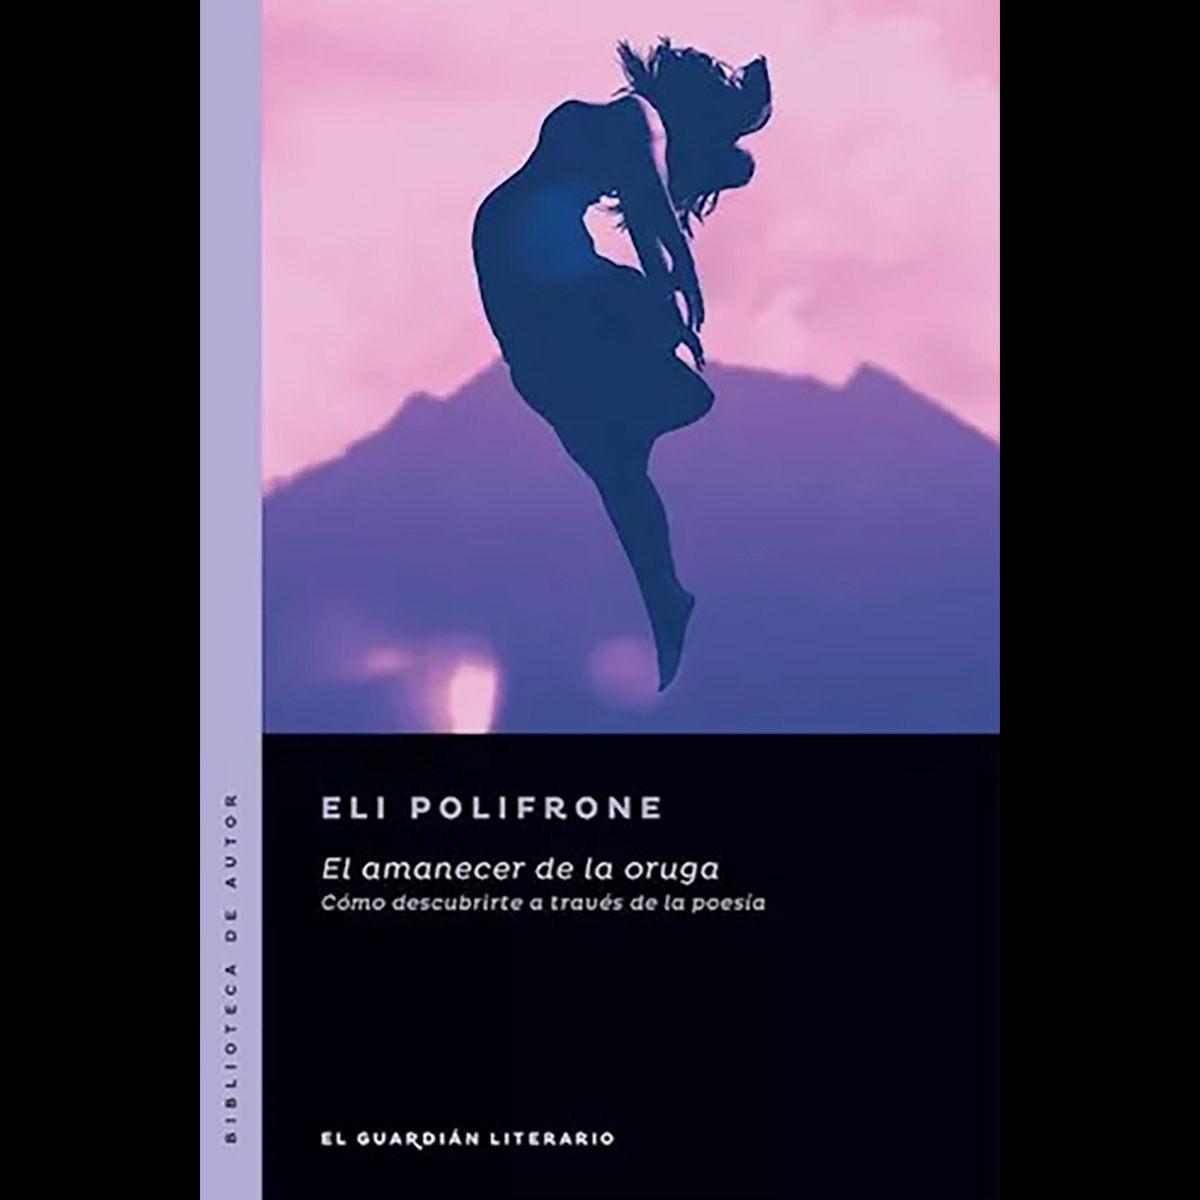 ELI POLIFRONE
El amanecer de la oruga
Cómo descubrirte a través de la poesía
BIBLIOTECA DE AUTOR
EL GUARDIÁN LITERARIO